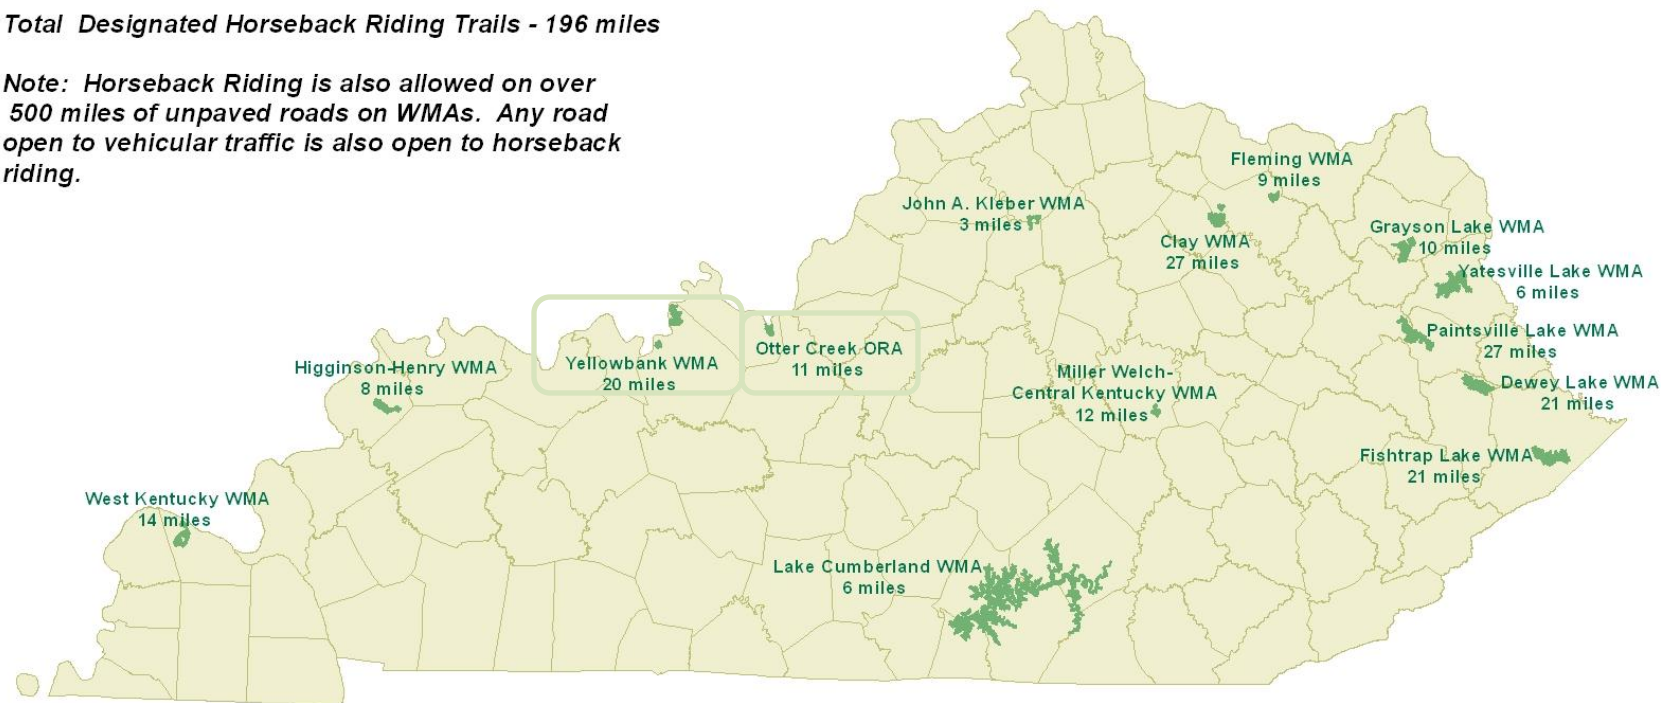 Total Designated Horseback Riding Trails - 196 miles
Note: Horseback Riding is also allowed on over
500 miles of unpaved roads on WMAs. Any road
open to vehicular traffic is also open to horseback
riding.
Fleming WMA
9 miles
John A. Kleber WMA
3 miles
Clay WMA
27 miles
Grayson Lake WMA
10 miles
Yatesville Lake WMA
6 miles
Paintsville Lake WMA
27 miles
Higginson-Henry WMA
8 miles
Yellowbank WMA
20 miles
Otter Creek ORA
11 miles
Miller Welch-
Central Kentucky WMA
12 miles
Dewey Lake WMA
21 miles
Fishtrap Lake WMA
21 miles
West Kentucky WMA
14 miles
Lake Cumberland WMA
6 miles